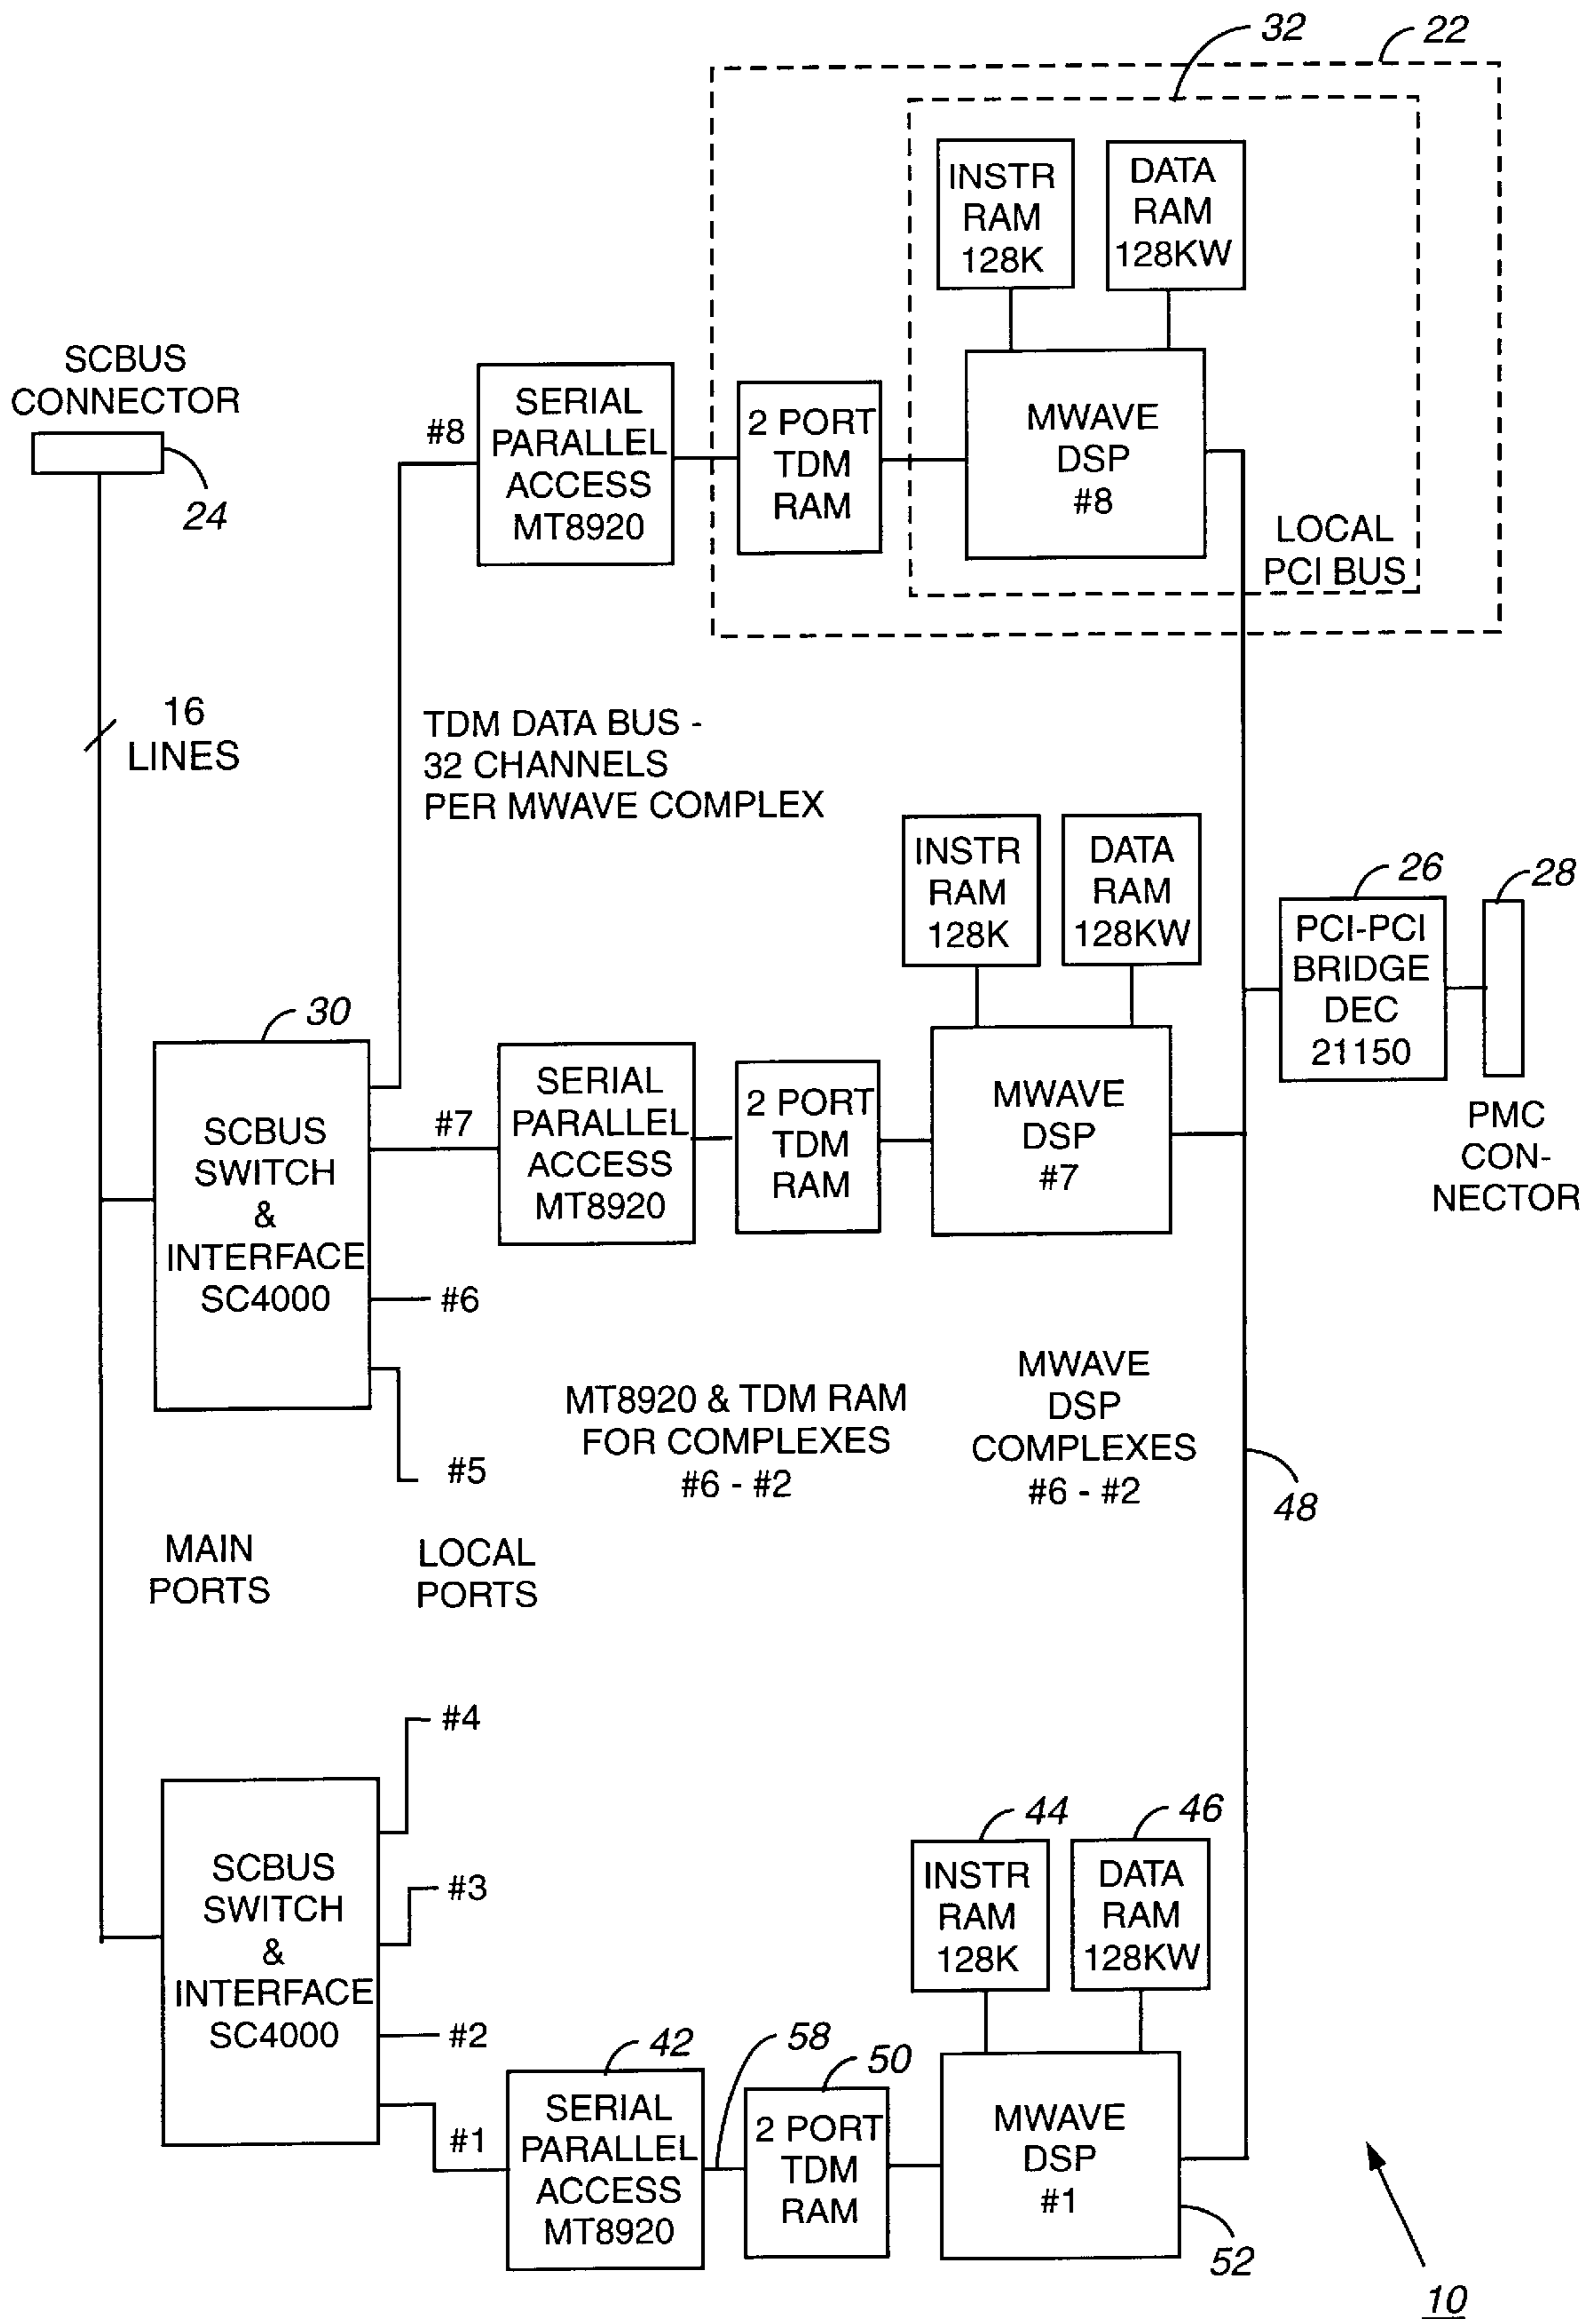 32
22
INSTR
RAM
128K
DATA
RAM
128KW
SCBUS
CONNECTOR
24
#8
SERIAL
PARALLEL
ACCESS
MT8920
2 PORT
TDM
RAM
MWAVE
DSP
#8
LOCAL
PCI BUS
16
LINES
TDM DATA BUS -
32 CHANNELS
PER MWAVE COMPLEX
INSTR
RAM
128K
DATA
RAM
128KW
26
28
PCI-PCI
BRIDGE
DEC
21150
PMC
CON-
NECTOR
30
SCBUS
SWITCH
&
INTERFACE
SC4000
#7
SERIAL
PARALLEL
ACCESS
MT8920
2 PORT
TDM
RAM
MWAVE
DSP
#7
#6
#5
MT8920 & TDM RAM
FOR COMPLEXES
#6 - #2
MWAVE
DSP
COMPLEXES
#6 - #2
48
MAIN
PORTS
LOCAL
PORTS
#4
SCBUS
SWITCH
&
INTERFACE
SC4000
#3
#2
#1
44
46
INSTR
RAM
128K
DATA
RAM
128KW
42
58
50
SERIAL
PARALLEL
ACCESS
MT8920
2 PORT
TDM
RAM
MWAVE
DSP
#1
52
10